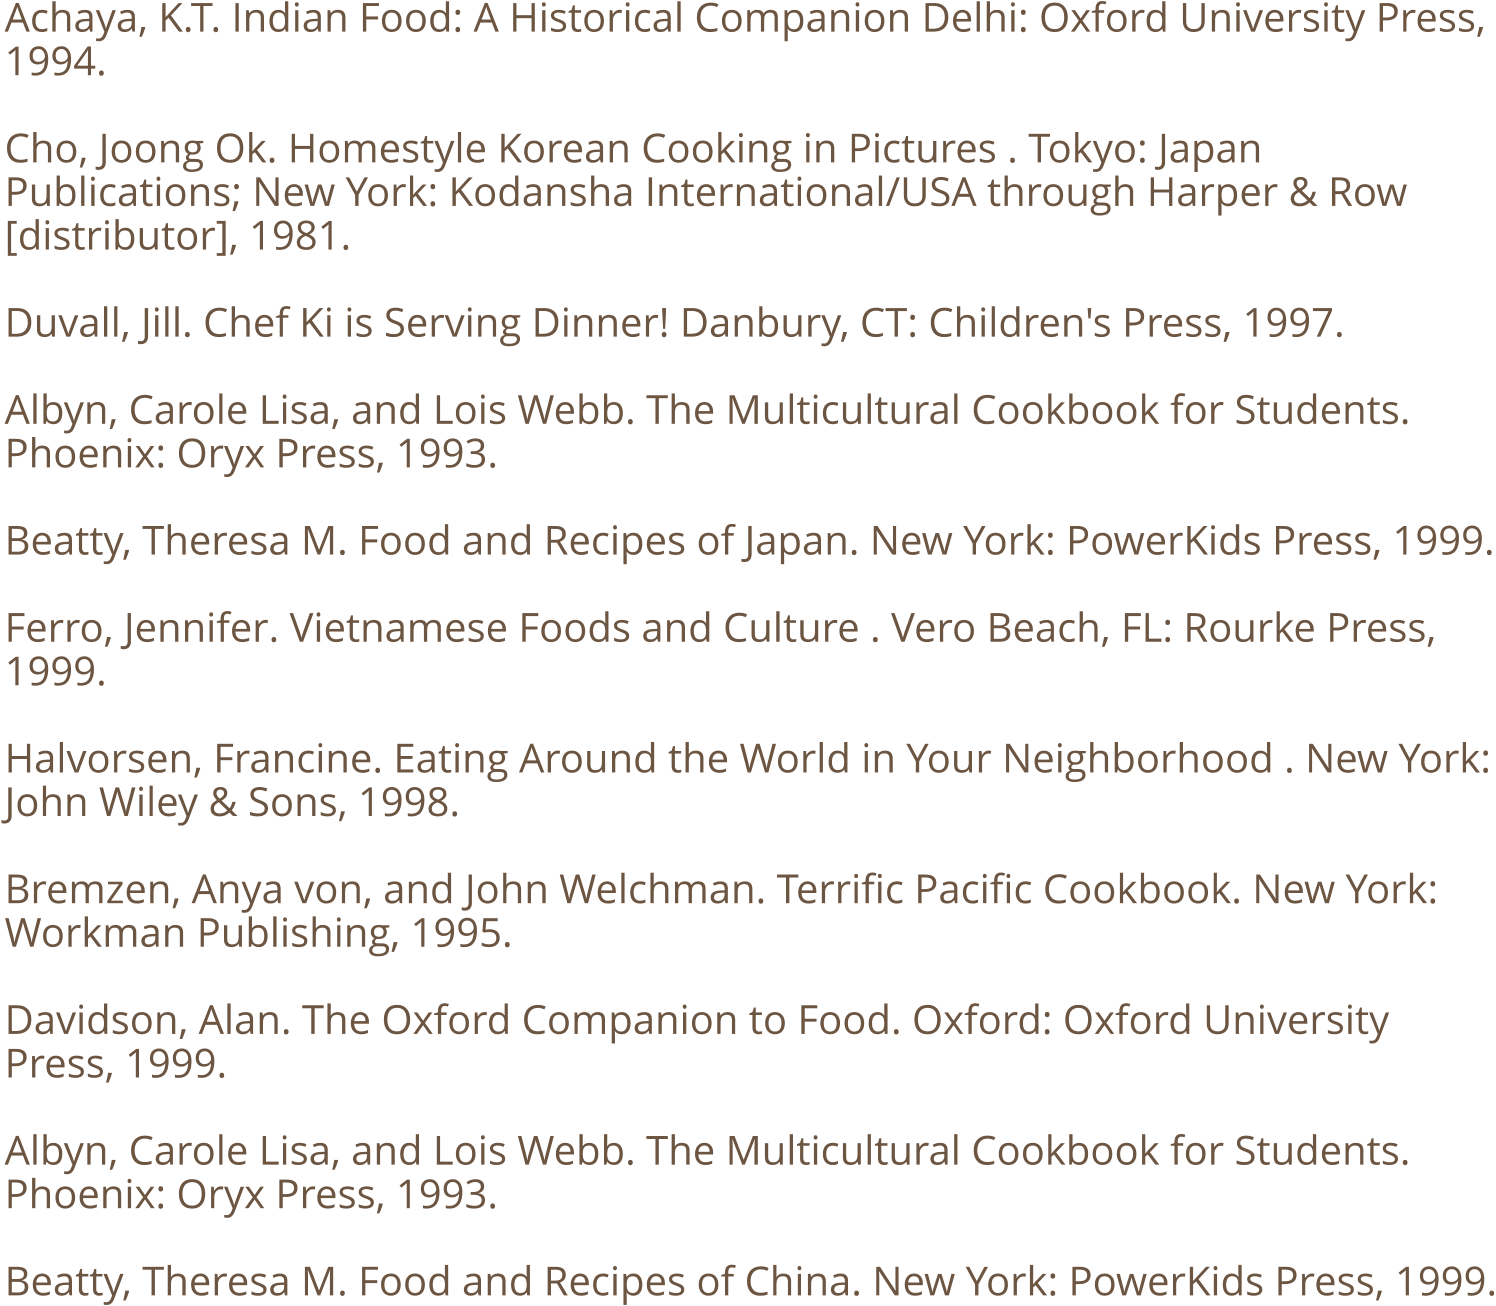 Achaya, K.T. Indian Food: A Historical Companion Delhi: Oxford University Press,
1994.
Cho, Joong Ok. Homestyle Korean Cooking in Pictures . Tokyo: Japan
Publications; New York: Kodansha International/USA through Harper & Row
[distributor], 1981.
Duvall, Jill. Chef Ki is Serving Dinner! Danbury, CT: Children's Press, 1997.
Albyn, Carole Lisa, and Lois Webb. The Multicultural Cookbook for Students.
Phoenix: Oryx Press, 1993.
Beatty, Theresa M. Food and Recipes of Japan. New York: PowerKids Press, 1999.
Ferro, Jennifer. Vietnamese Foods and Culture . Vero Beach, FL: Rourke Press,
1999.
Halvorsen, Francine. Eating Around the World in Your Neighborhood . New York:
John Wiley & Sons, 1998.
Bremzen, Anya von, and John Welchman. Terrific Pacific Cookbook. New York:
Workman Publishing, 1995.
Davidson, Alan. The Oxford Companion to Food. Oxford: Oxford University
Press, 1999.
Albyn, Carole Lisa, and Lois Webb. The Multicultural Cookbook for Students.
Phoenix: Oryx Press, 1993.
Beatty, Theresa M. Food and Recipes of China. New York: PowerKids Press, 1999.